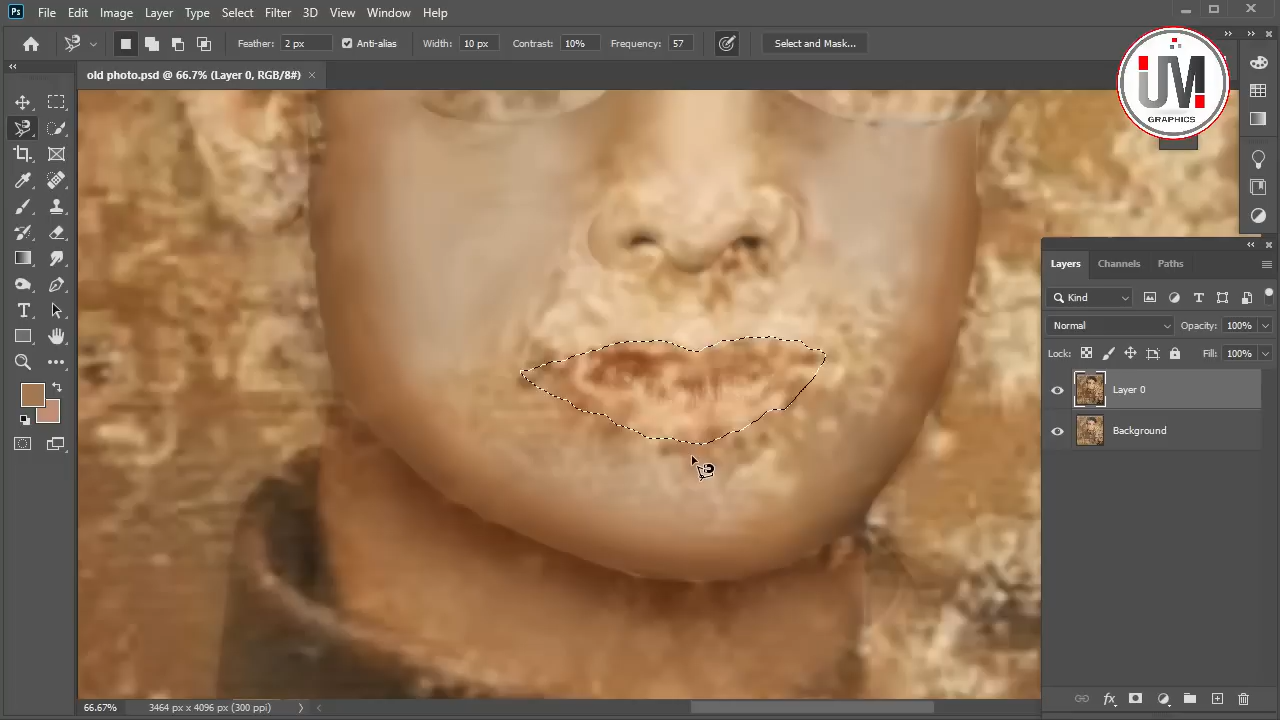 Ps File Edit Image Layer Type Select Filter 3D View Window Help
Feather: 2 px Anti-alias Width: 10 px Contrast: 10% Frequency: 57 Select and Mask...
old photo.psd @ 66.7% (Layer 0, RGB/8#)
UM
GRAPHICS
Layers Channels Paths
Kind
Normal Opacity: 100%
Lock: Fill: 100%
Layer 0
Background
66.67% 3464 px x 4096 px (300 ppi)